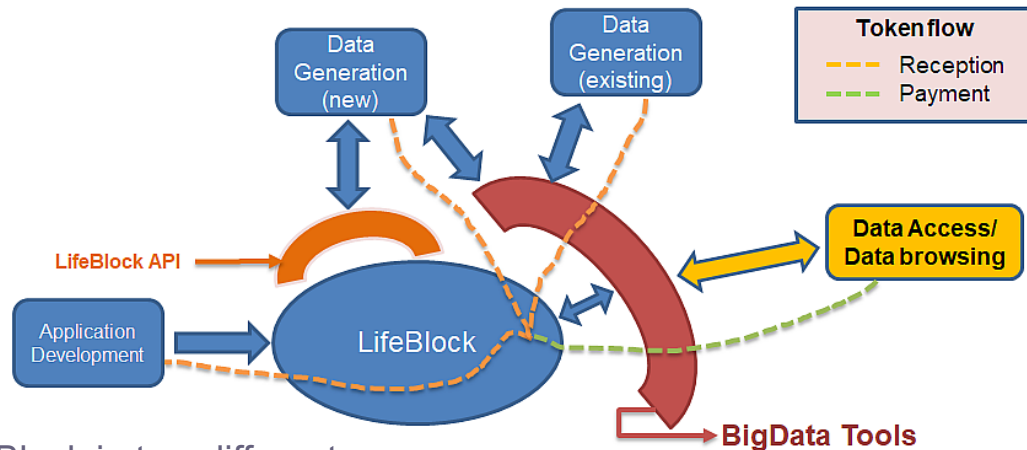 Data
Generation
(new)
Data
Generation
(existing)
Token flow
Reception
Payment
LifeBlock API
Data Access/
Data browsing
Application
Development
LifeBlock
BigData Tools